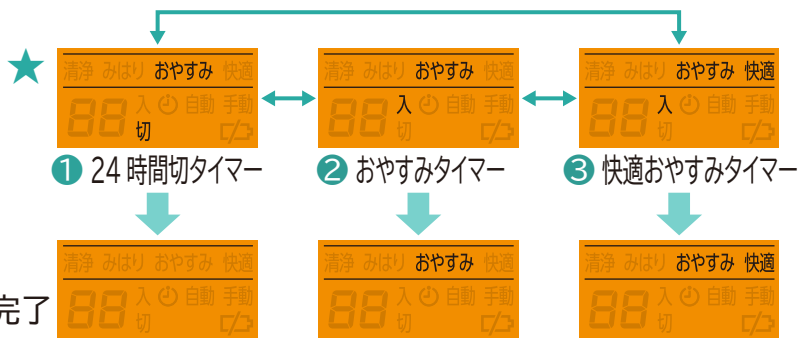 ★
清浄 みはり おやすみ 快適
88 入 自動 手動
切
清浄 みはり おやすみ 快適
88 入 自動 手動
切
清浄 みはり おやすみ 快適
88 入 自動 手動
切
❶ 24 時間切タイマー
❷ おやすみタイマー
❸ 快適おやすみタイマー
完了
清浄 みはり おやすみ 快適
88 入 自動 手動
切
清浄 みはり おやすみ 快適
88 入 自動 手動
切
清浄 みはり おやすみ 快適
88 入 自動 手動
切